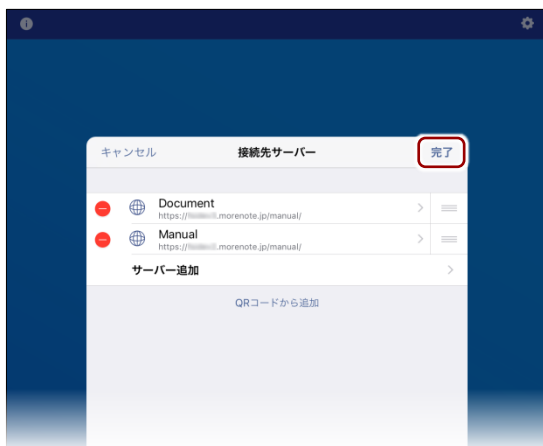 キャンセル 接続先サーバー 完了
Document
https:// .morenote.jp/manual/
Manual
https:// .morenote.jp/manual/
サーバー追加
QRコードから追加